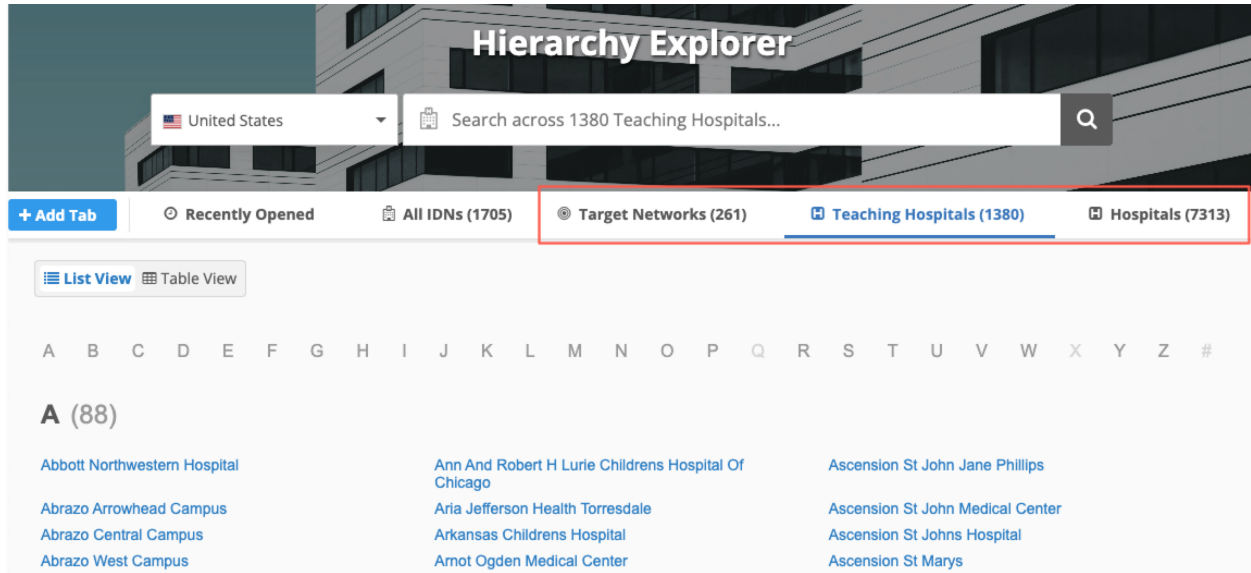 Hierarchy Explorer
United States
Search across 1380 Teaching Hospitals...
+ Add Tab Recently Opened All IDNs (1705) Target Networks (261) Teaching Hospitals (1380) Hospitals (7313)
List View Table View
A B C D E F G H I J K L M N O P Q R S T U V W X Y Z #
A (88)
Abbott Northwestern Hospital
Abrazo Arrowhead Campus
Abrazo Central Campus
Abrazo West Campus
Ann And Robert H Lurie Childrens Hospital Of
Chicago
Aria Jefferson Health Torresdale
Arkansas Childrens Hospital
Arnot Ogden Medical Center
Ascension St John Jane Phillips
Ascension St John Medical Center
Ascension St Johns Hospital
Ascension St Marys